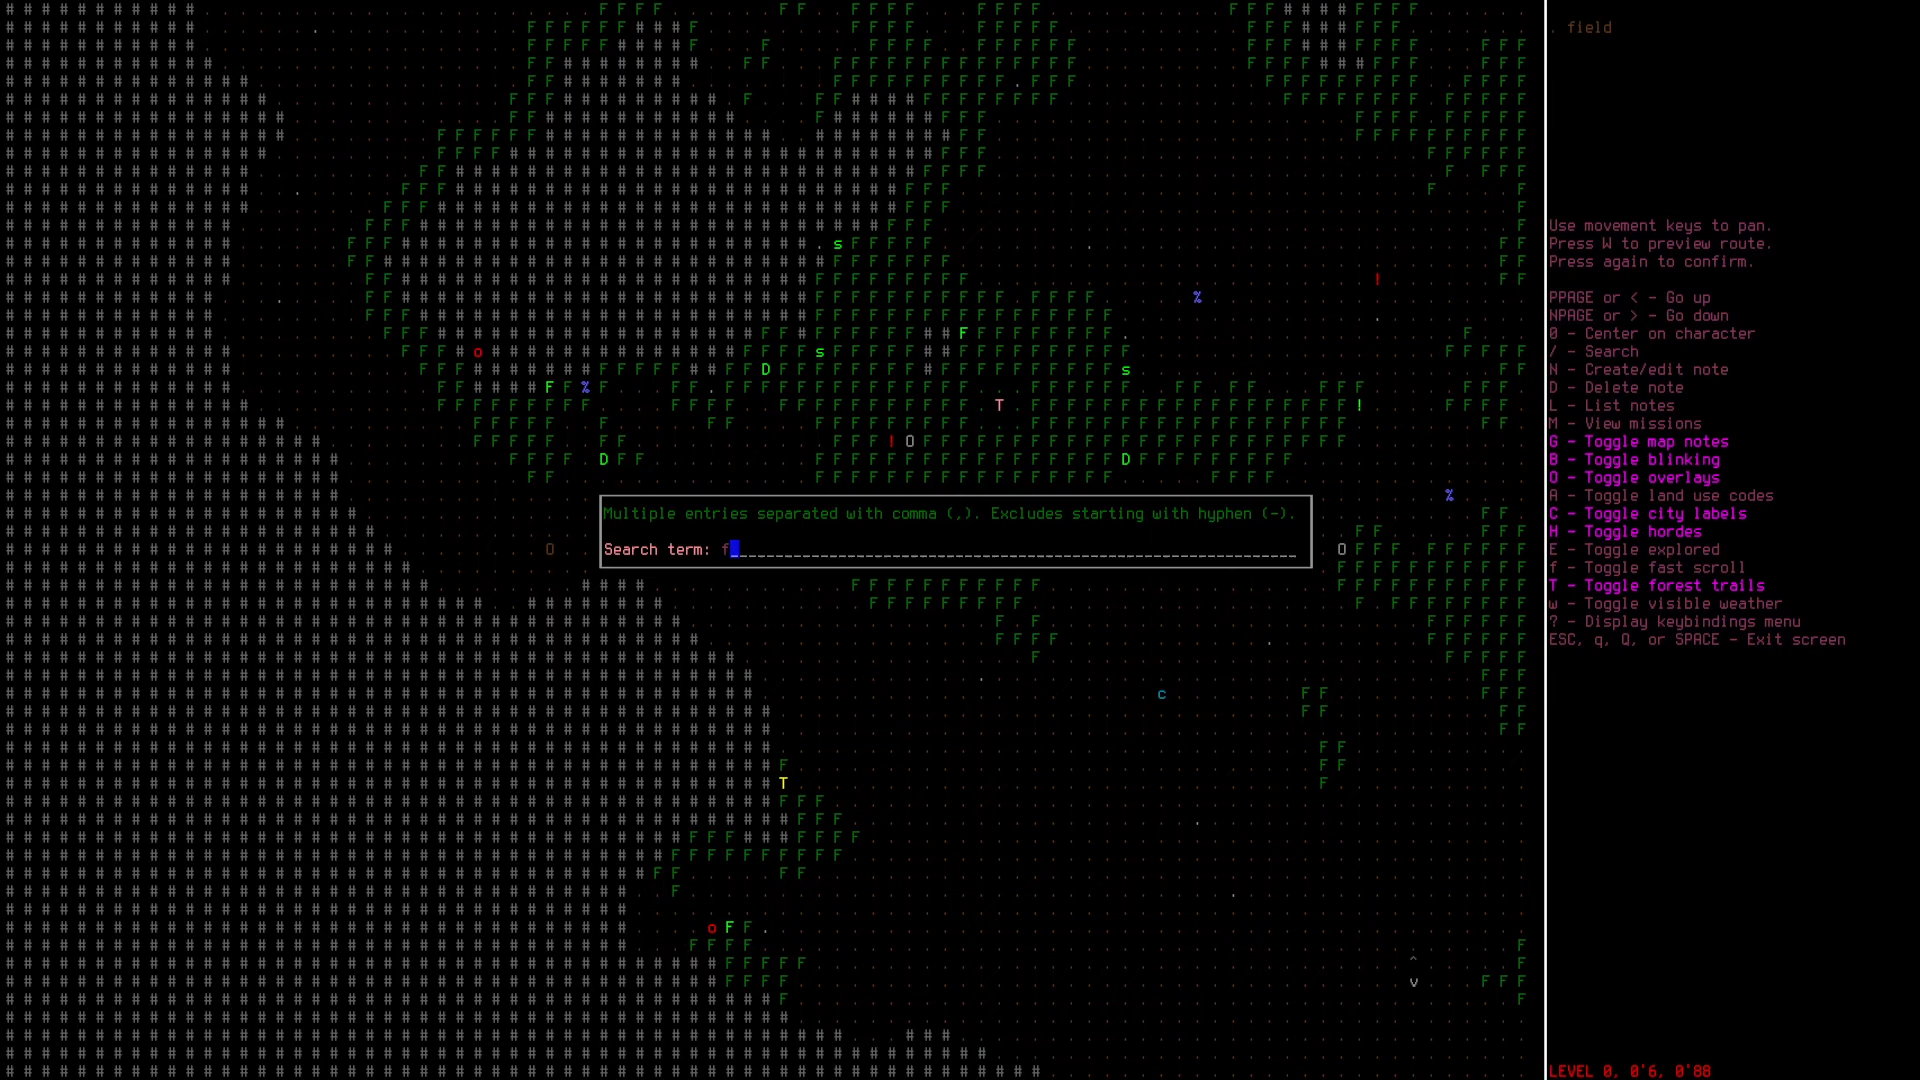 . field
Use movement keys to pan.
Press W to preview route.
Press again to confirm.
PPAGE or < - Go up
NPAGE or > - Go down
0 - Center on character
/ - Search
N - Create/edit note
D - Delete note
L - List notes
M - View missions
G - Toggle map notes
B - Toggle blinking
O - Toggle overlays
A - Toggle land use codes
C - Toggle city labels
H - Toggle hordes
E - Toggle explored
f - Toggle fast scroll
T - Toggle forest trails
w - Toggle visible weather
? - Display keybindings menu
ESC, q, Q, or SPACE - Exit screen
Multiple entries separated with comma (,). Excludes starting with hyphen (-).
Search term: f
LEVEL 0, 0'6, 0'88